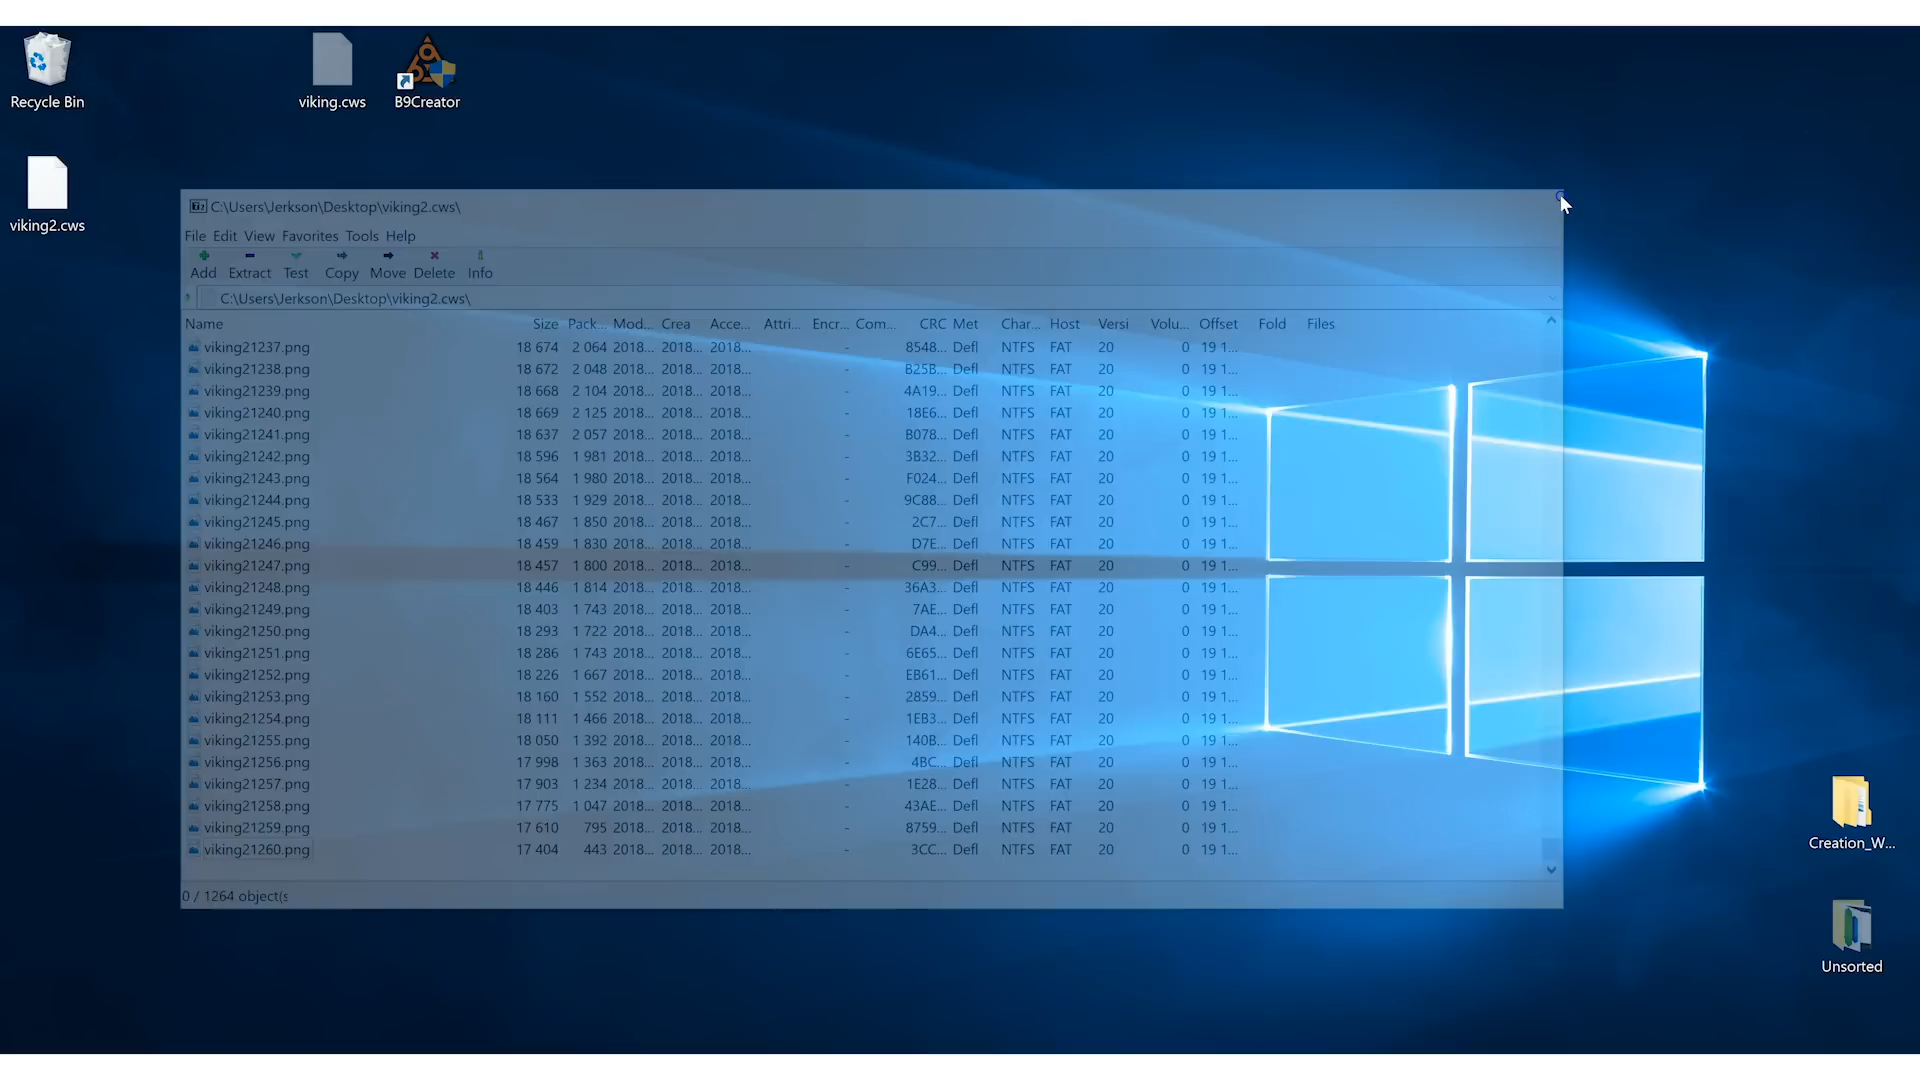 Recycle Bin
viking.cws
B9Creator
viking2.cws
C:\Users\Jerkson\Desktop\viking2.cws\
File Edit View Favorites Tools Help
Add Extract Test Copy Move Delete Info
C:\Users\Jerkson\Desktop\viking2.cws\
Name Size Pack... Mod... Crea Acce... Attri... Encr... Com... CRC Met Char... Host Versi Volu... Offset Fold Files
viking21237.png 18 674 2 064 2018... 2018... 2018... - 8548... Defl NTFS FAT 20 0 19 1...
viking21238.png 18 672 2 048 2018... 2018... 2018... - B25B... Defl NTFS FAT 20 0 19 1...
viking21239.png 18 668 2 104 2018... 2018... 2018... - 4A19... Defl NTFS FAT 20 0 19 1...
viking21240.png 18 669 2 125 2018... 2018... 2018... - 18E6... Defl NTFS FAT 20 0 19 1...
viking21241.png 18 637 2 057 2018... 2018... 2018... - B078... Defl NTFS FAT 20 0 19 1...
viking21242.png 18 596 1 981 2018... 2018... 2018... - 3B32... Defl NTFS FAT 20 0 19 1...
viking21243.png 18 564 1 980 2018... 2018... 2018... - F024... Defl NTFS FAT 20 0 19 1...
viking21244.png 18 533 1 929 2018... 2018... 2018... - 9C88... Defl NTFS FAT 20 0 19 1...
viking21245.png 18 467 1 850 2018... 2018... 2018... - 2C7... Defl NTFS FAT 20 0 19 1...
viking21246.png 18 459 1 830 2018... 2018... 2018... - D7E... Defl NTFS FAT 20 0 19 1...
viking21247.png 18 457 1 800 2018... 2018... 2018... - C99... Defl NTFS FAT 20 0 19 1...
viking21248.png 18 446 1 814 2018... 2018... 2018... - 36A3... Defl NTFS FAT 20 0 19 1...
viking21249.png 18 403 1 743 2018... 2018... 2018... - 7AE... Defl NTFS FAT 20 0 19 1...
viking21250.png 18 293 1 722 2018... 2018... 2018... - DA4... Defl NTFS FAT 20 0 19 1...
viking21251.png 18 286 1 743 2018... 2018... 2018... - 6E65... Defl NTFS FAT 20 0 19 1...
viking21252.png 18 226 1 667 2018... 2018... 2018... - EB61... Defl NTFS FAT 20 0 19 1...
viking21253.png 18 160 1 552 2018... 2018... 2018... - 2859... Defl NTFS FAT 20 0 19 1...
viking21254.png 18 111 1 466 2018... 2018... 2018... - 1EB3... Defl NTFS FAT 20 0 19 1...
viking21255.png 18 050 1 392 2018... 2018... 2018... - 140B... Defl NTFS FAT 20 0 19 1...
viking21256.png 17 998 1 363 2018... 2018... 2018... - 4BC... Defl NTFS FAT 20 0 19 1...
viking21257.png 17 903 1 234 2018... 2018... 2018... - 1E28... Defl NTFS FAT 20 0 19 1...
viking21258.png 17 775 1 047 2018... 2018... 2018... - 43AE... Defl NTFS FAT 20 0 19 1...
viking21259.png 17 610 795 2018... 2018... 2018... - 8759... Defl NTFS FAT 20 0 19 1...
viking21260.png 17 404 443 2018... 2018... 2018... - 3CC... Defl NTFS FAT 20 0 19 1...
0 / 1264 object(s
Creation_W...
Unsorted